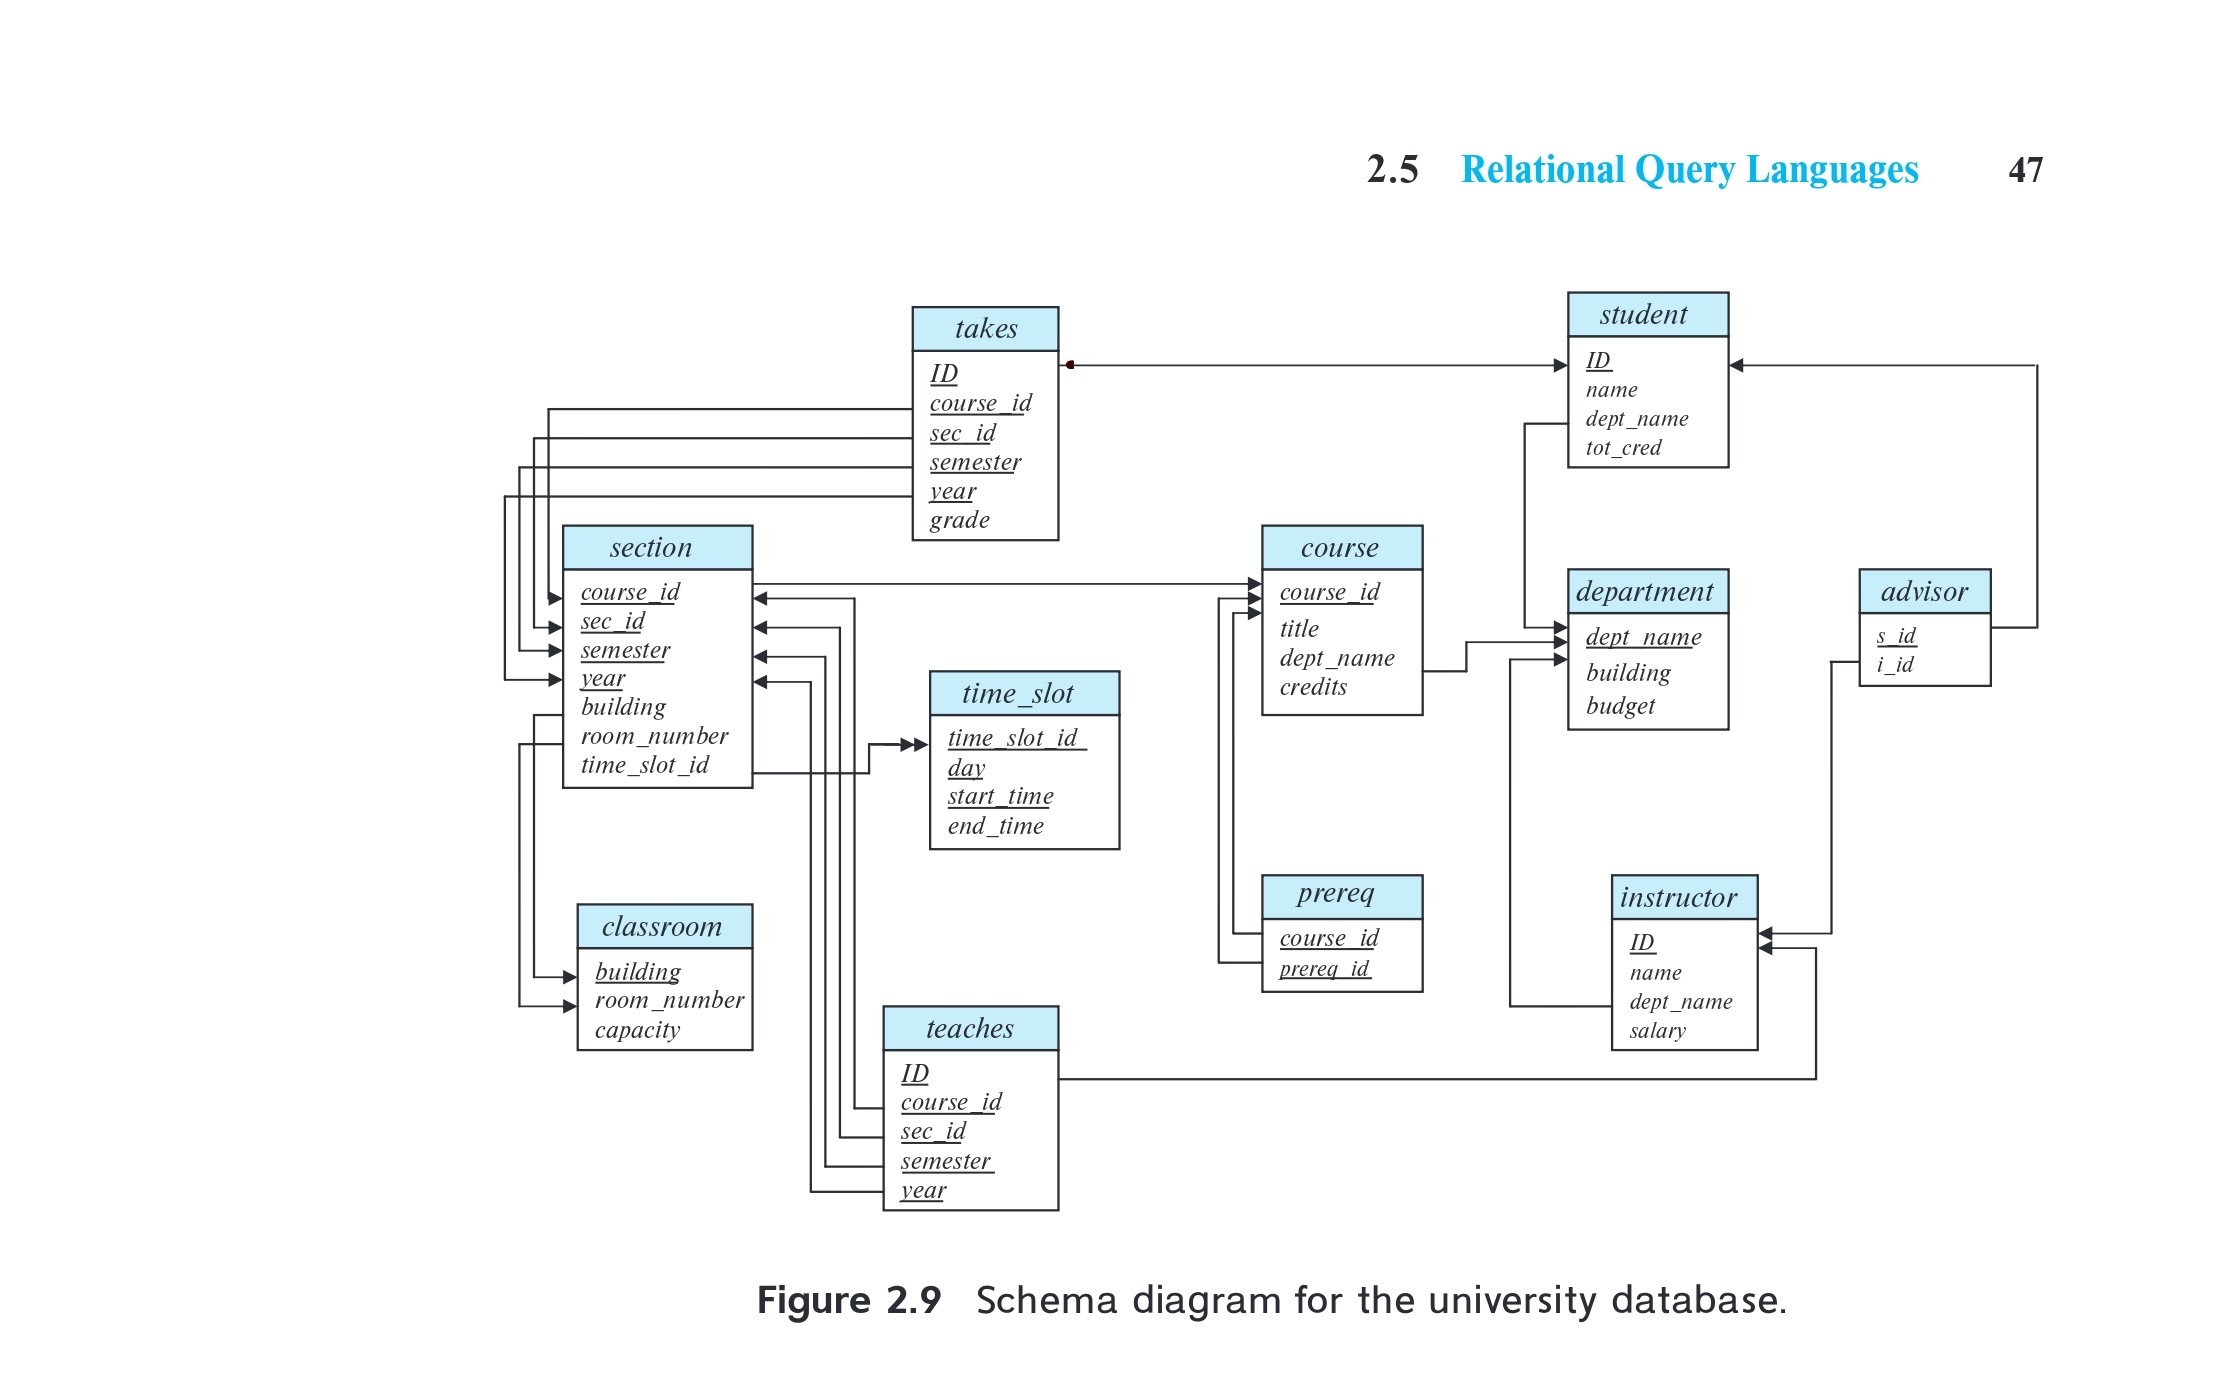 2.5 Relational Query Languages 47
takes
ID
course_id
sec_id
semester
year
grade
student
ID
name
dept_name
tot_cred
section
course_id
sec_id
semester
year
building
room_number
time_slot_id
course
course_id
title
dept_name
credits
department
dept_name
building
budget
advisor
s_id
i_id
time_slot
time_slot_id
day
start_time
end_time
prereq
course_id
prereq_id
instructor
ID
name
dept_name
salary
classroom
building
room_number
capacity
teaches
ID
course_id
sec_id
semester
year
Figure 2.9 Schema diagram for the university database.